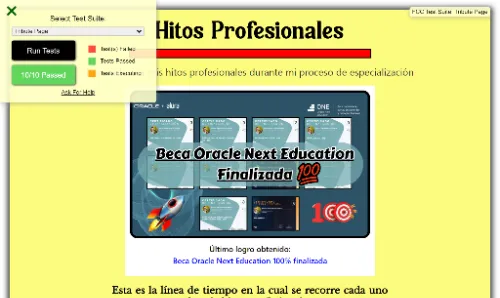 Select Test Suite:
Tribute Page
Run Tests
Test(s) Failed
Tests Passed
10/10 Passed
Tests Executing
Ask For Help
FCC Test Suite: Tribute Page
Hitos Profesionales
is hitos profesionales durante mi proceso de especialización
ORACLE + alura
ONE
Beca Oracle Next Education
Finalizada 💯
Último logro obtenido:
Beca Oracle Next Education 100% finalizada
Esta es la línea de tiempo en la cual se recorre cada uno